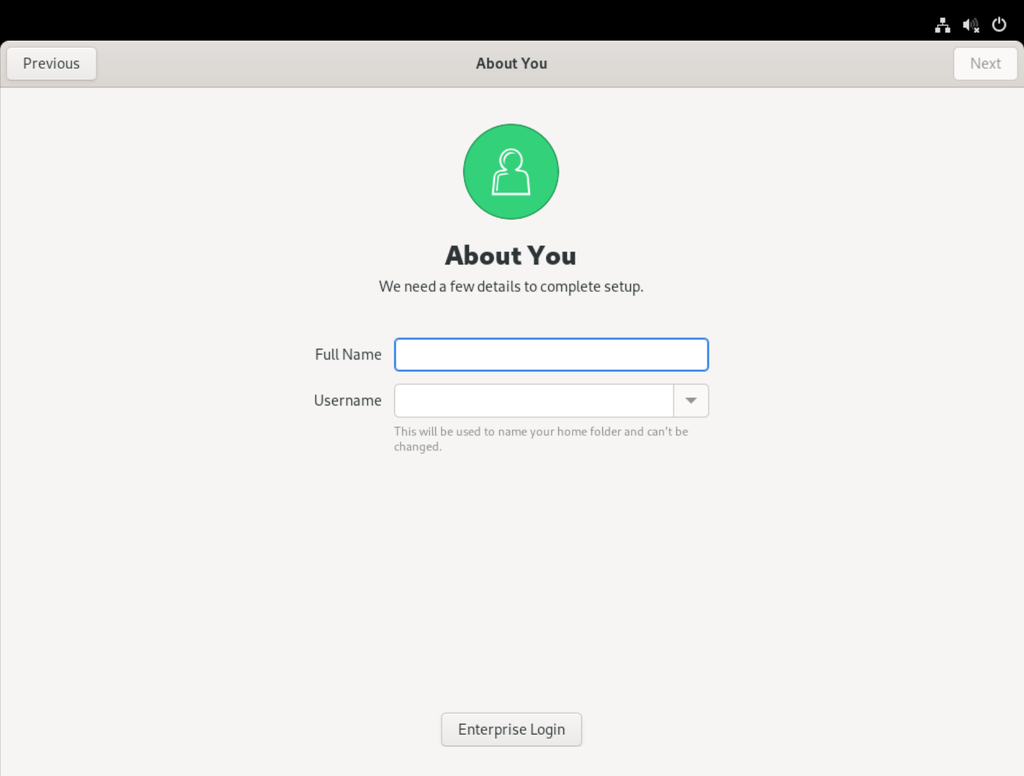 Previous
About You
Next
About You
We need a few details to complete setup.
Full Name
Username
This will be used to name your home folder and can't be
changed.
Enterprise Login